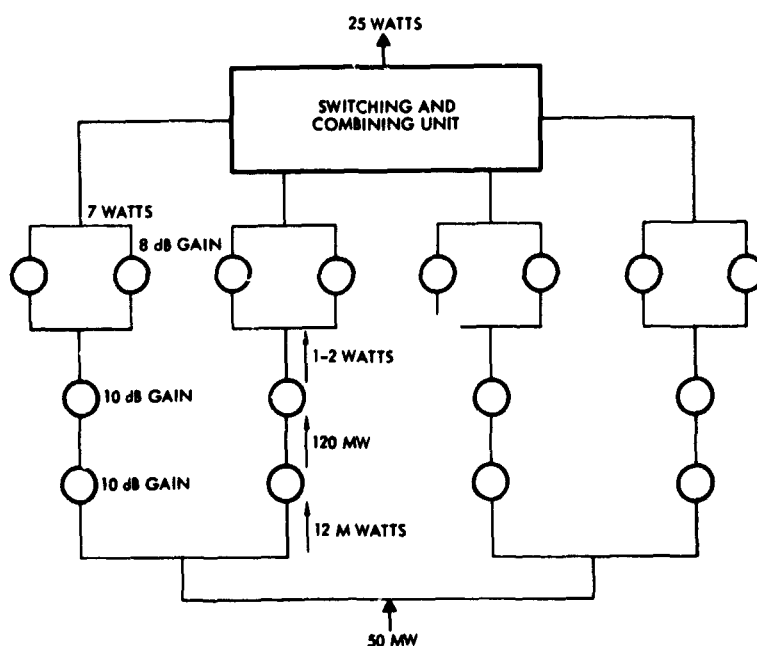 25 WATTS
SWITCHING AND
COMBINING UNIT
7 WATTS
8 dB GAIN
1-2 WATTS
10 dB GAIN
120 MW
10 dB GAIN
12 M WATTS
50 MW